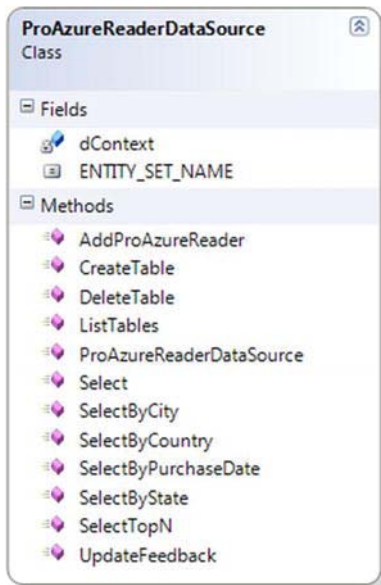 ProAzureReaderDataSource
Class
Fields
dContext
ENTITY_SET_NAME
Methods
AddProAzureReader
CreateTable
DeleteTable
ListTables
ProAzureReaderDataSource
Select
SelectByCity
SelectByCountry
SelectByPurchaseDate
SelectByState
SelectTopN
UpdateFeedback